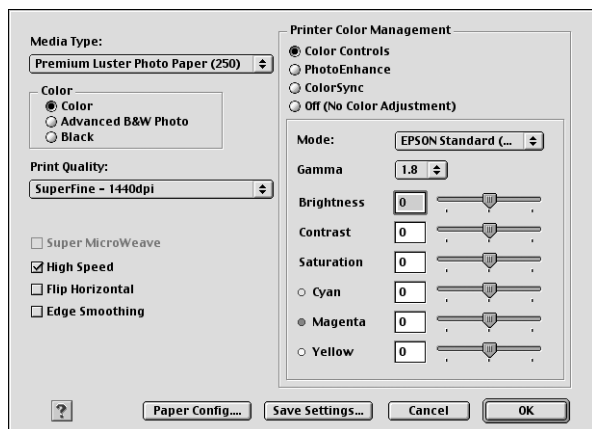 Media Type:
Premium Luster Photo Paper (250)
Color
Color
Advanced B&W Photo
Black
Print Quality:
SuperFine - 1440dpi
Super MicroWeave
High Speed
Flip Horizontal
Edge Smoothing
Printer Color Management
Color Controls
PhotoEnhance
ColorSync
Off (No Color Adjustment)
Mode: EPSON Standard (...
Gamma 1.8
Brightness 0
Contrast 0
Saturation 0
Cyan 0
Magenta 0
Yellow 0
? Paper Config.... Save Settings... Cancel OK